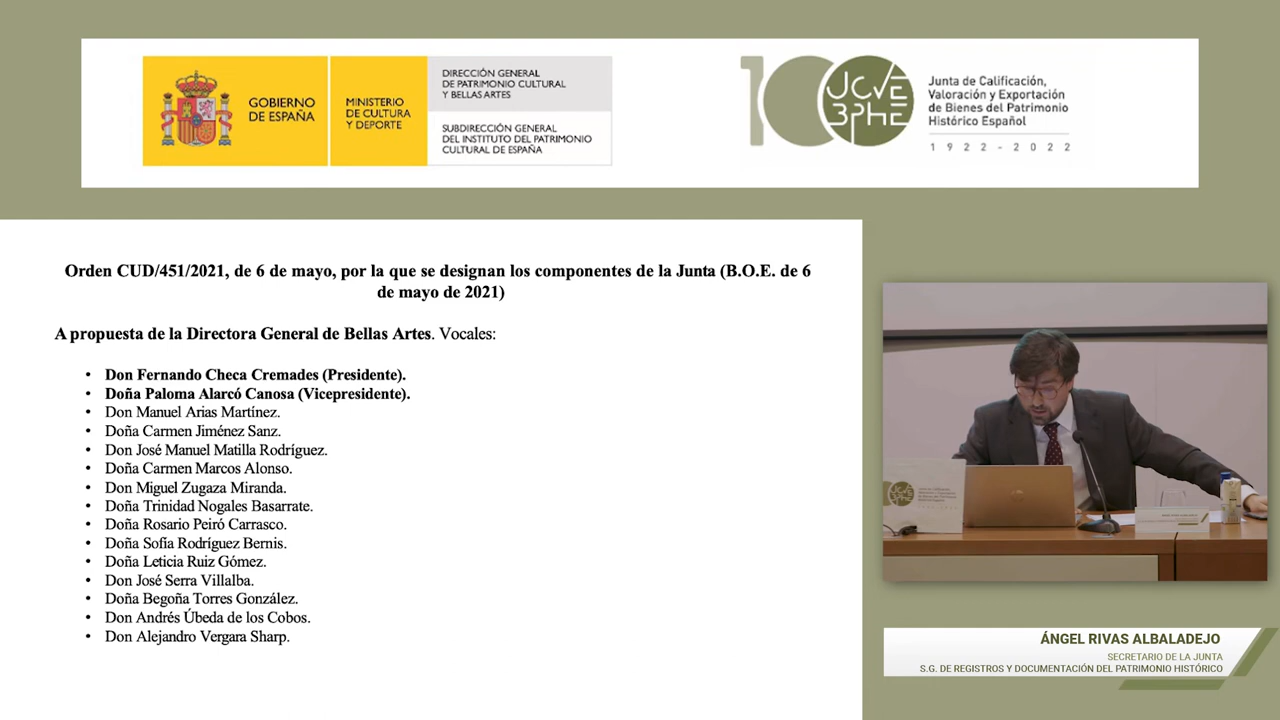 GOBIERNO
DE ESPAÑA
MINISTERIO
DE CULTURA
Y DEPORTE
DIRECCIÓN GENERAL
DE PATRIMONIO CULTURAL
Y BELLAS ARTES
SUBDIRECCIÓN GENERAL
DEL INSTITUTO DEL PATRIMONIO
CULTURAL DE ESPAÑA
100
JCVE
BPHE
Junta de Calificación,
Valoración y Exportación
de Bienes del Patrimonio
Histórico Español
1922-2022
Orden CUD/451/2021, de 6 de mayo, por la que se designan los componentes de la Junta (B.O.E. de 6
de mayo de 2021)
A propuesta de la Directora General de Bellas Artes. Vocales:
• Don Fernando Checa Cremades (Presidente).
• Doña Paloma Alarcó Canosa (Vicepresidente).
• Don Manuel Arias Martínez.
• Doña Carmen Jiménez Sanz.
• Don José Manuel Matilla Rodríguez.
• Doña Carmen Marcos Alonso.
• Don Miguel Zugaza Miranda.
• Doña Trinidad Nogales Basarrate.
• Doña Rosario Peiró Carrasco.
• Doña Sofía Rodríguez Bernis.
• Doña Leticia Ruiz Gómez.
• Don José Serra Villalba.
• Doña Begoña Torres González.
• Don Andrés Úbeda de los Cobos.
• Don Alejandro Vergara Sharp.
ÁNGEL RIVAS ALBALADEJO
SECRETARIO DE LA JUNTA
S.G. DE REGISTROS Y DOCUMENTACIÓN DEL PATRIMONIO HISTÓRICO